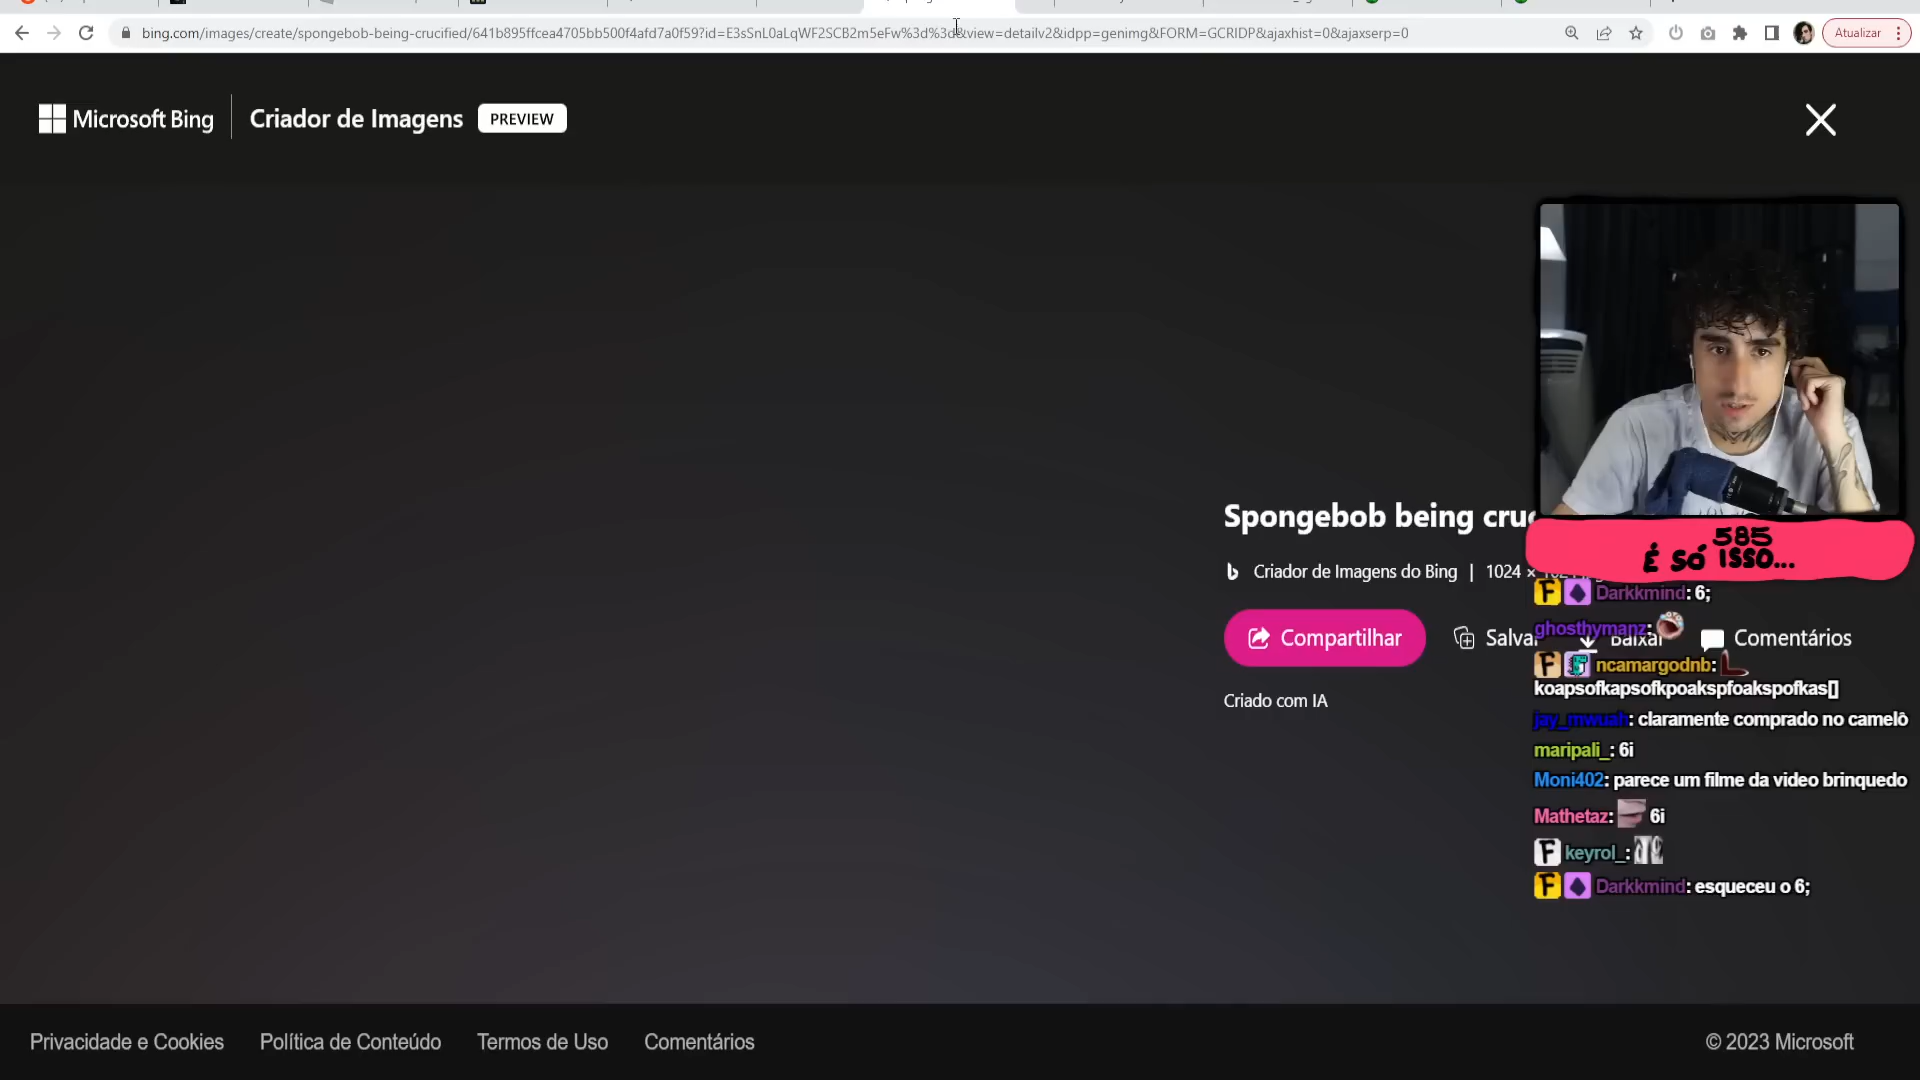 bing.com/images/create/spongebob-being-crucified/641b895ffcea4705bb500f4afd7a0f59?id=E3sSnL0aLqWF2SCB2m5eFw%3d%3d&view=detailv2&idpp=genimg&FORM=GCRIDP&ajaxhist=0&ajaxserp=0
Atualizar
Microsoft Bing
Criador de Imagens
PREVIEW
Spongebob being
585
É SÓ ISSO...
Criador de Imagens do Bing | 1024 ×
Darkkmind: 6;
ghosthymanz:
Compartilhar
Salvar
Baixar
Comentários
ncamargodnb:
koapsofkapsofkpoakspfoakspofkas[]
Criado com IA
jay_mwuah: claramente comprado no camelô
maripali_: 6i
Moni402: parece um filme da video brinquedo
Mathetaz: 6i
keyrol_:
Darkkmind: esqueceu o 6;
Privacidade e Cookies
Política de Conteúdo
Termos de Uso
Comentários
© 2023 Microsoft